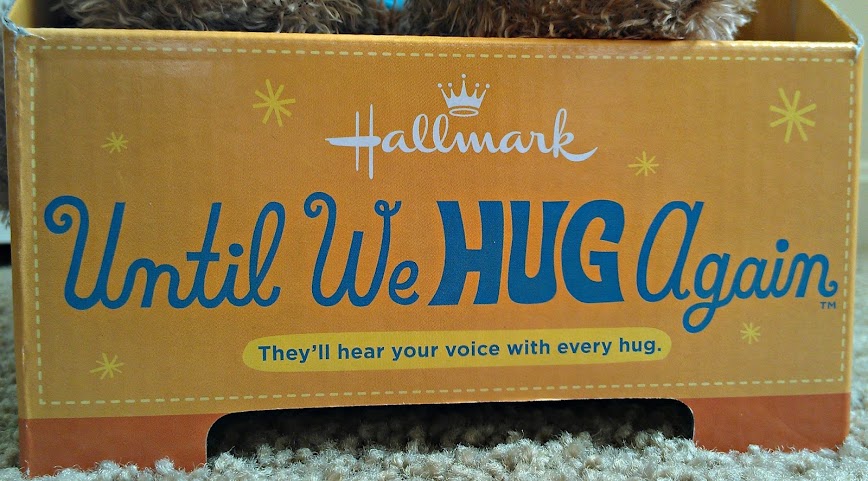 Hallmark
Until We HUG Again™
They'll hear your voice with every hug.